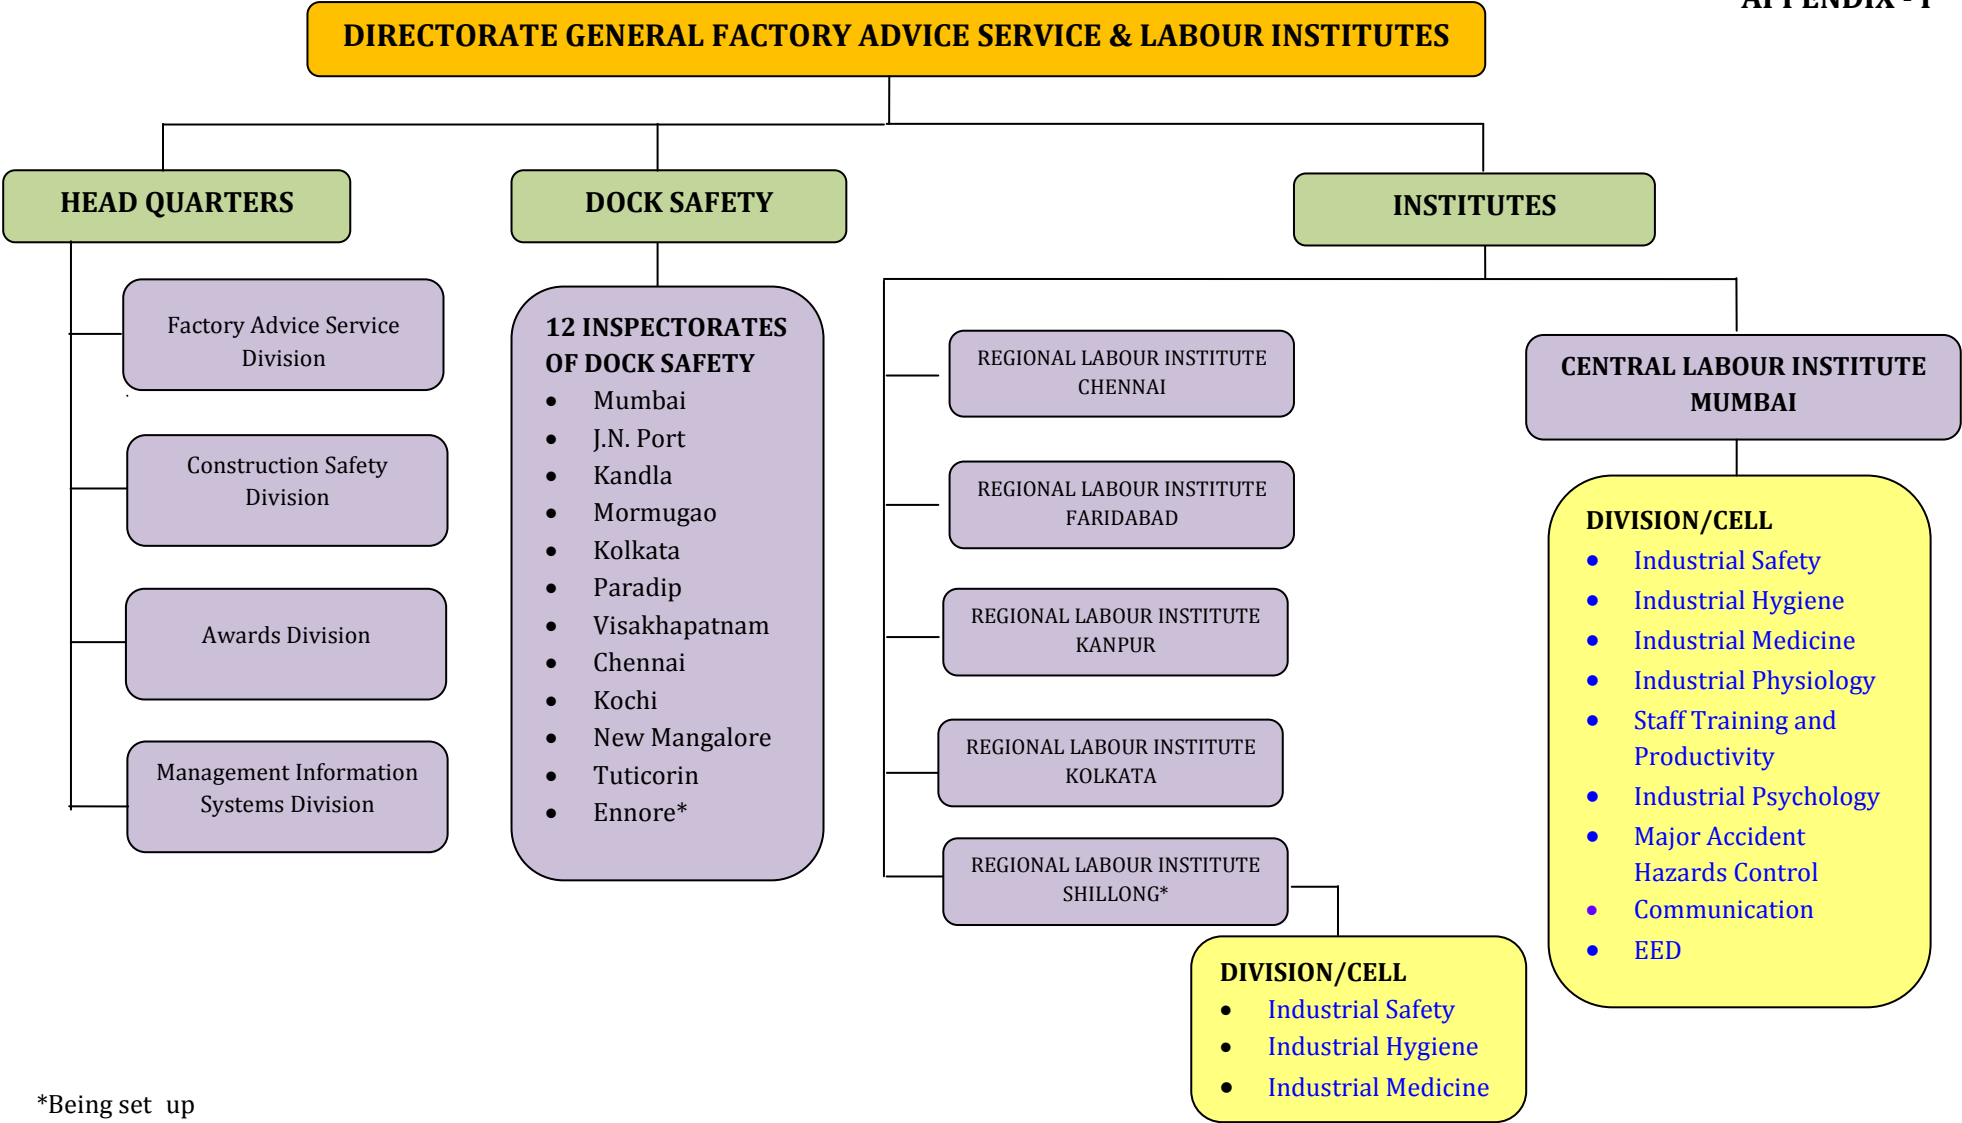 APPENDIX - I
DIRECTORATE GENERAL FACTORY ADVICE SERVICE & LABOUR INSTITUTES
HEAD QUARTERS
Factory Advice Service
Division
Construction Safety
Division
Awards Division
Management Information
Systems Division
DOCK SAFETY
12 INSPECTORATES
OF DOCK SAFETY
• Mumbai
• J.N. Port
• Kandla
• Mormugao
• Kolkata
• Paradip
• Visakhapatnam
• Chennai
• Kochi
• New Mangalore
• Tuticorin
• Ennore*
INSTITUTES
REGIONAL LABOUR INSTITUTE
CHENNAI
REGIONAL LABOUR INSTITUTE
FARIDABAD
REGIONAL LABOUR INSTITUTE
KANPUR
REGIONAL LABOUR INSTITUTE
KOLKATA
REGIONAL LABOUR INSTITUTE
SHILLONG*
DIVISION/CELL
• Industrial Safety
• Industrial Hygiene
• Industrial Medicine
CENTRAL LABOUR INSTITUTE
MUMBAI
DIVISION/CELL
• Industrial Safety
• Industrial Hygiene
• Industrial Medicine
• Industrial Physiology
• Staff Training and
Productivity
• Industrial Psychology
• Major Accident
Hazards Control
• Communication
• EED
*Being set up